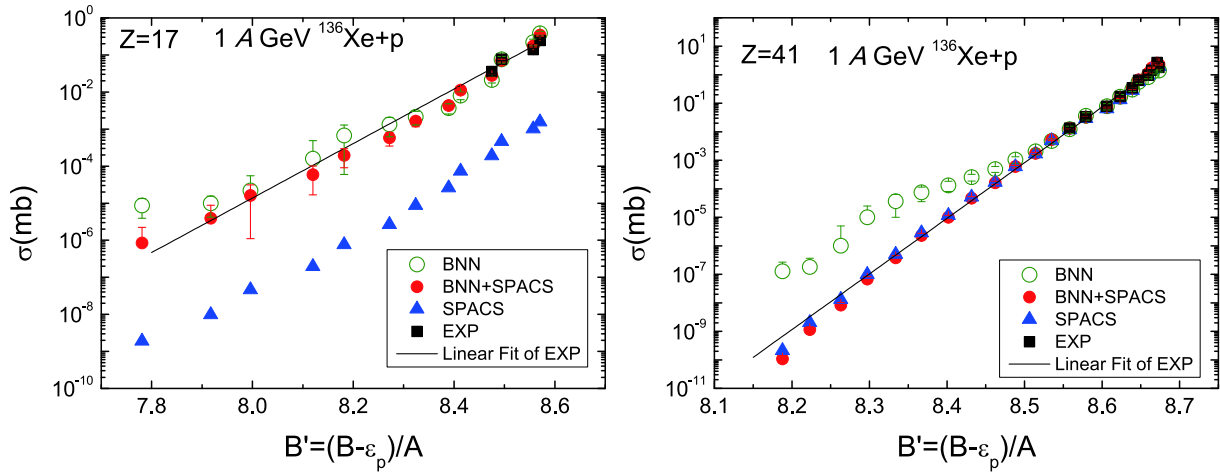 Z=17 1 A GeV ¹³⁶Xe+p
10⁰
10⁻²
10⁻⁴
10⁻⁶
10⁻⁸
10⁻¹⁰
σ(mb)
BNN
BNN+SPACS
SPACS
EXP
Linear Fit of EXP
7.8 8.0 8.2 8.4 8.6
B'=(B-εₚ)/A
Z=41 1 A GeV ¹³⁶Xe+p
10¹
10⁻¹
10⁻³
10⁻⁵
10⁻⁷
10⁻⁹
10⁻¹¹
σ(mb)
BNN
BNN+SPACS
SPACS
EXP
Linear Fit of EXP
8.1 8.2 8.3 8.4 8.5 8.6 8.7
B'=(B-εₚ)/A